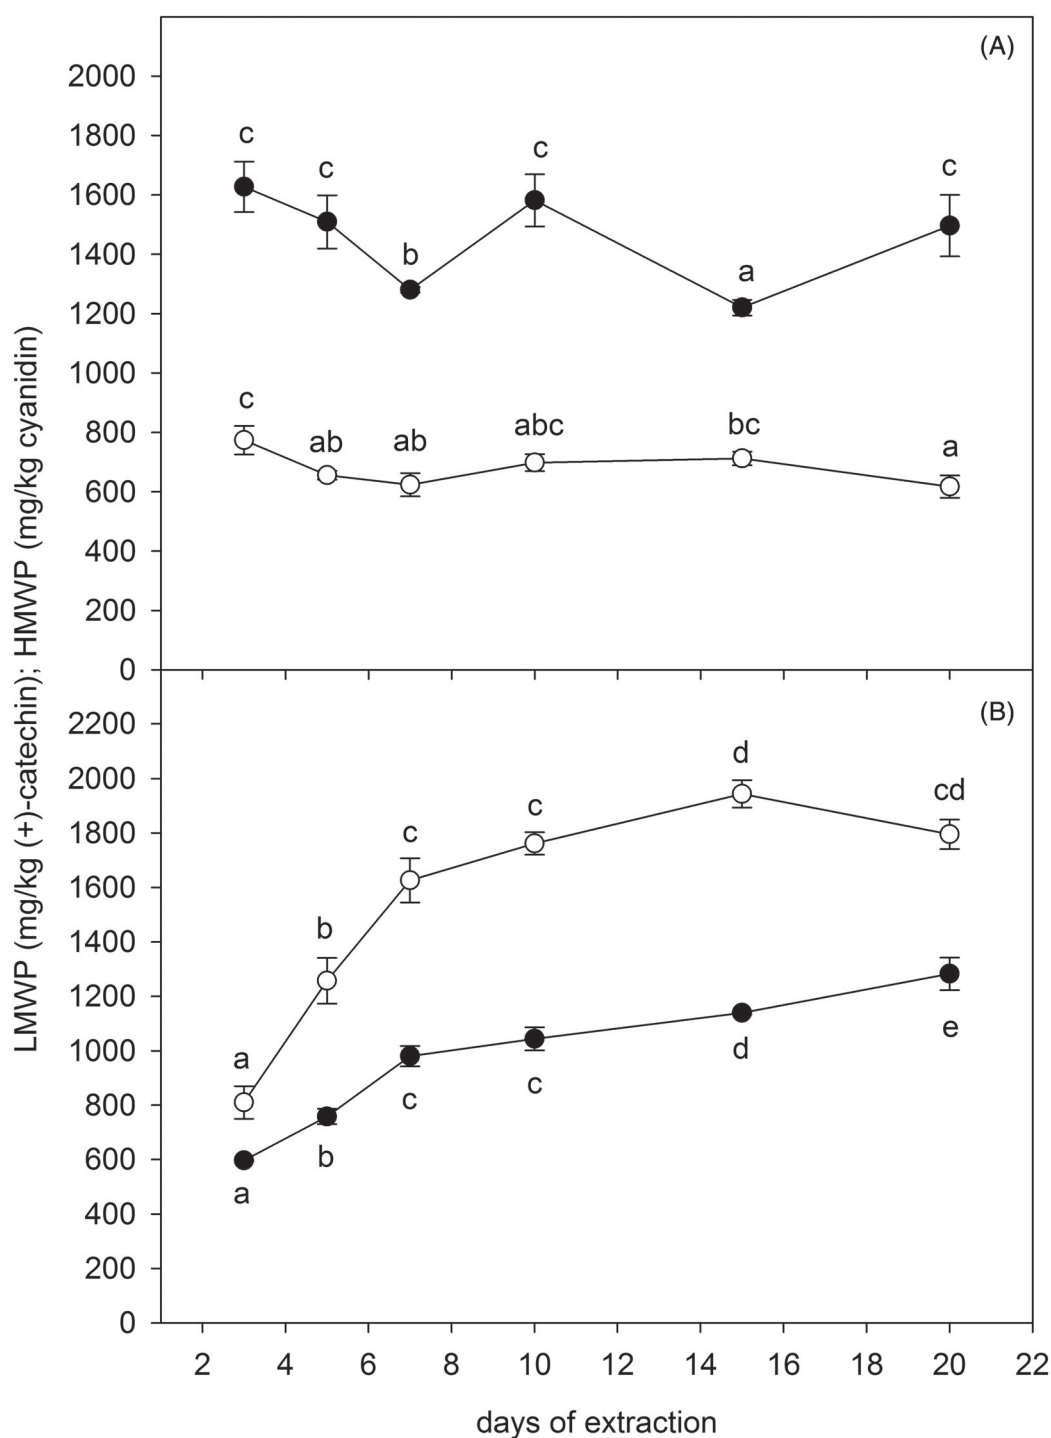 (A)
2000
1800
1600
1400
1200
1000
800
600
400
200
0
c
c
b
c
a
c
c
ab
ab
abc
bc
a
LMWP (mg/kg (+)-catechin); HMWP (mg/kg cyanidin)
(B)
2200
2000
1800
1600
1400
1200
1000
800
600
400
200
0
a
b
c
c
d
cd
a
b
c
c
d
e
2 4 6 8 10 12 14 16 18 20 22
days of extraction